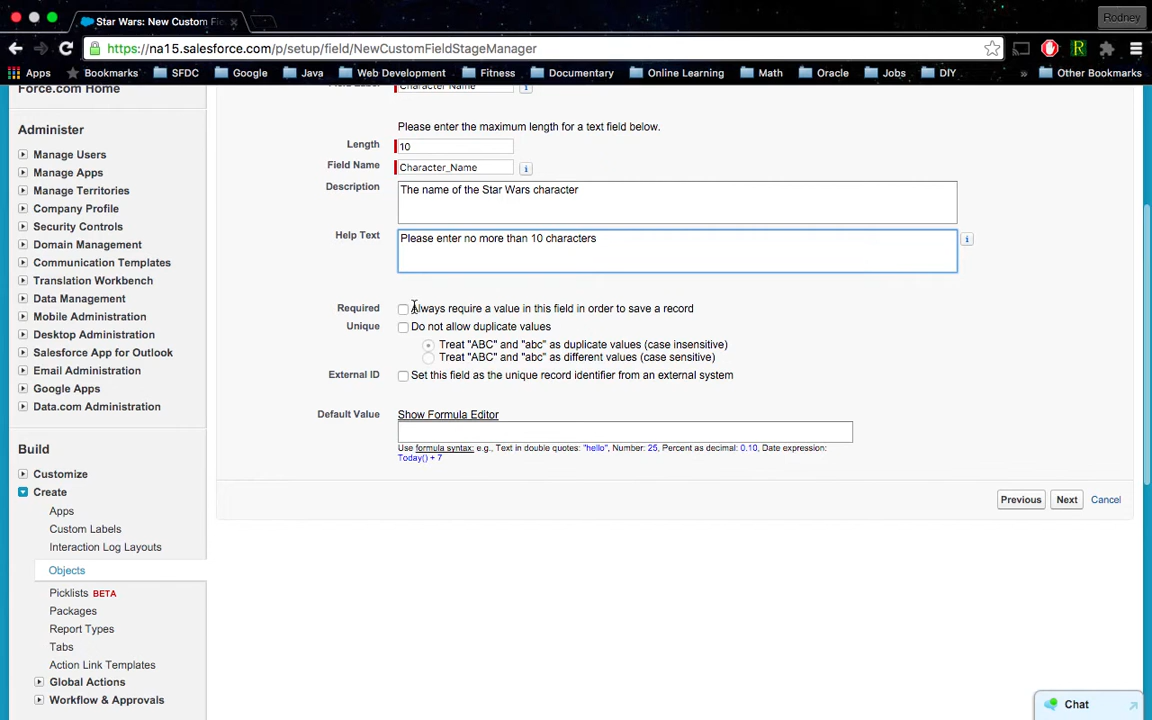 Star Wars: New Custom Fie
Rodney
https://na15.salesforce.com/p/setup/field/NewCustomFieldStageManager
Apps Bookmarks SFDC Google Java Web Development Fitness Documentary Online Learning Math Oracle Jobs DIY » Other Bookmarks
Force.com Home
Administer
Manage Users
Manage Apps
Manage Territories
Company Profile
Security Controls
Domain Management
Communication Templates
Translation Workbench
Data Management
Mobile Administration
Desktop Administration
Salesforce App for Outlook
Email Administration
Google Apps
Data.com Administration
Build
Customize
Create
Apps
Custom Labels
Interaction Log Layouts
Objects
Picklists BETA
Packages
Report Types
Tabs
Action Link Templates
Global Actions
Workflow & Approvals
Field Label Character Name
Please enter the maximum length for a text field below.
Length 10
Field Name Character_Name
Description The name of the Star Wars character
Help Text Please enter no more than 10 characters
Required Always require a value in this field in order to save a record
Unique Do not allow duplicate values
Treat "ABC" and "abc" as duplicate values (case insensitive)
Treat "ABC" and "abc" as different values (case sensitive)
External ID Set this field as the unique record identifier from an external system
Default Value Show Formula Editor
Use formula syntax: e.g., Text in double quotes: "hello", Number: 25, Percent as decimal: 0.10, Date expression:
Today() + 7
Previous Next Cancel
Chat